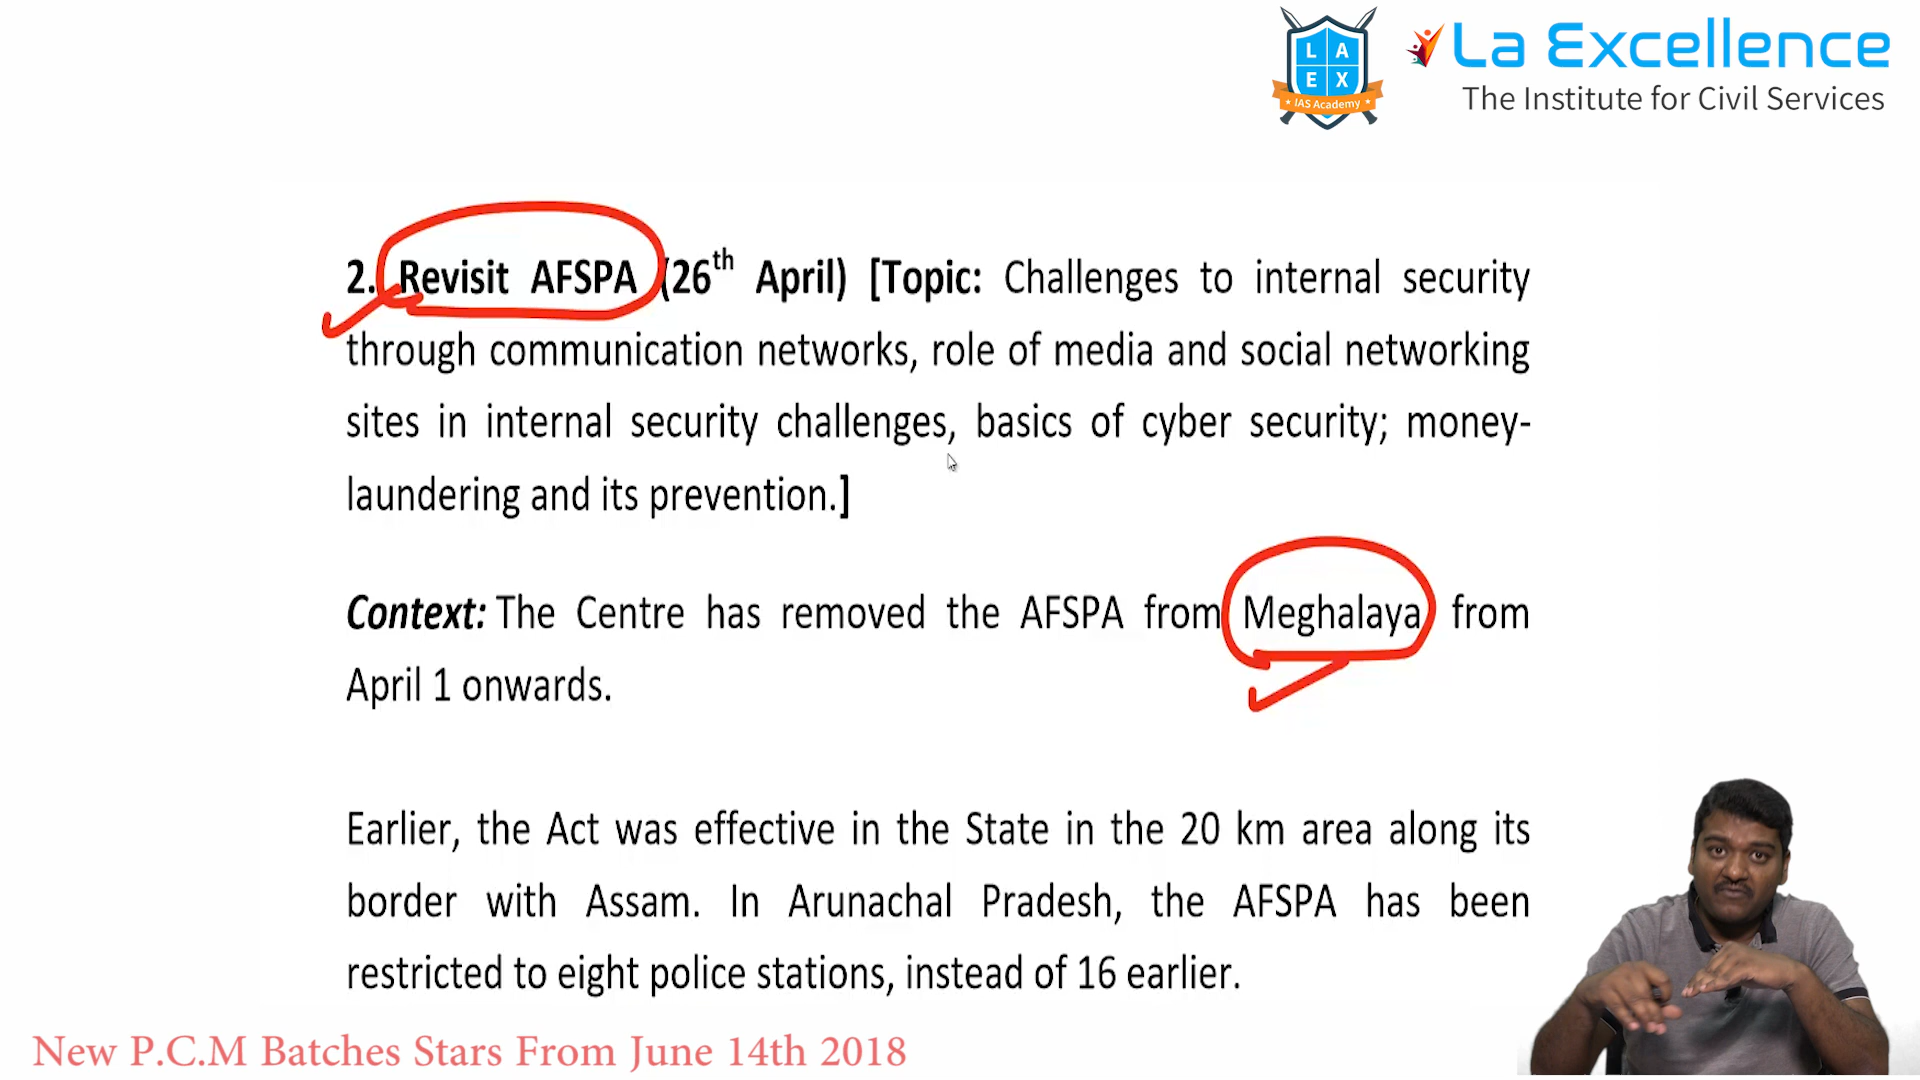 L A
E X
★ IAS Academy ★
La Excellence
The Institute for Civil Services
2. Revisit AFSPA (26th April) [Topic: Challenges to internal security
through communication networks, role of media and social networking
sites in internal security challenges, basics of cyber security; money-
laundering and its prevention.]
Context: The Centre has removed the AFSPA from Meghalaya from
April 1 onwards.
Earlier, the Act was effective in the State in the 20 km area along its
border with Assam. In Arunachal Pradesh, the AFSPA has been
restricted to eight police stations, instead of 16 earlier.
New P.C.M Batches Stars From June 14th 2018